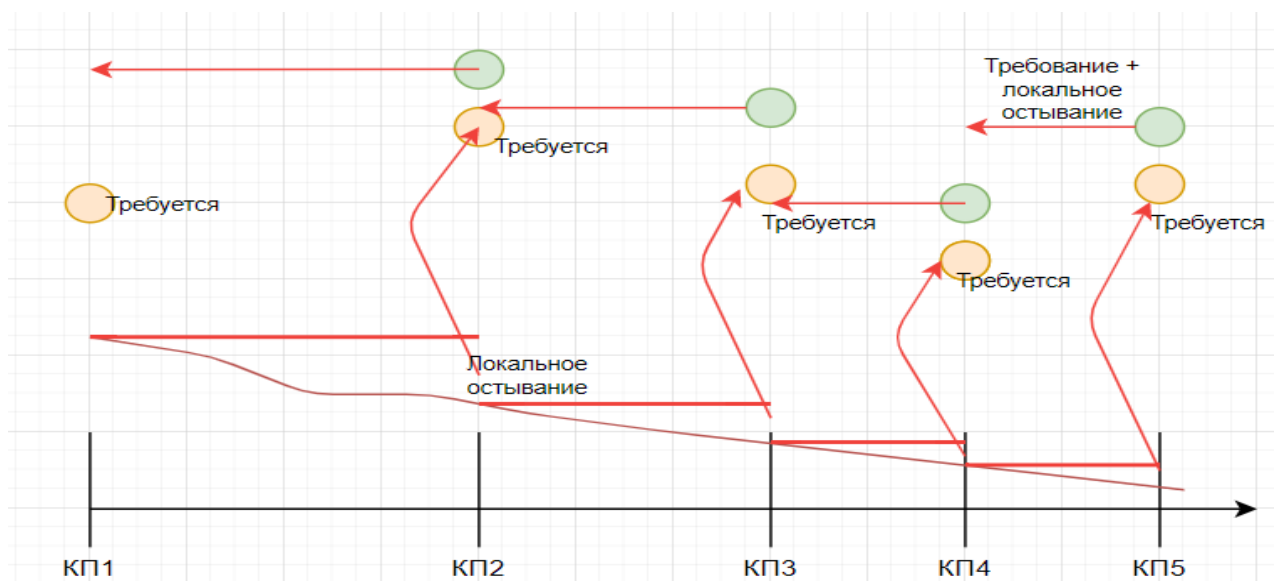 Требование +
локальное
остывание
Требуется
Требуется
Требуется
Требуется
Требуется
Локальное
остывание
КП1
КП2
КП3
КП4
КП5